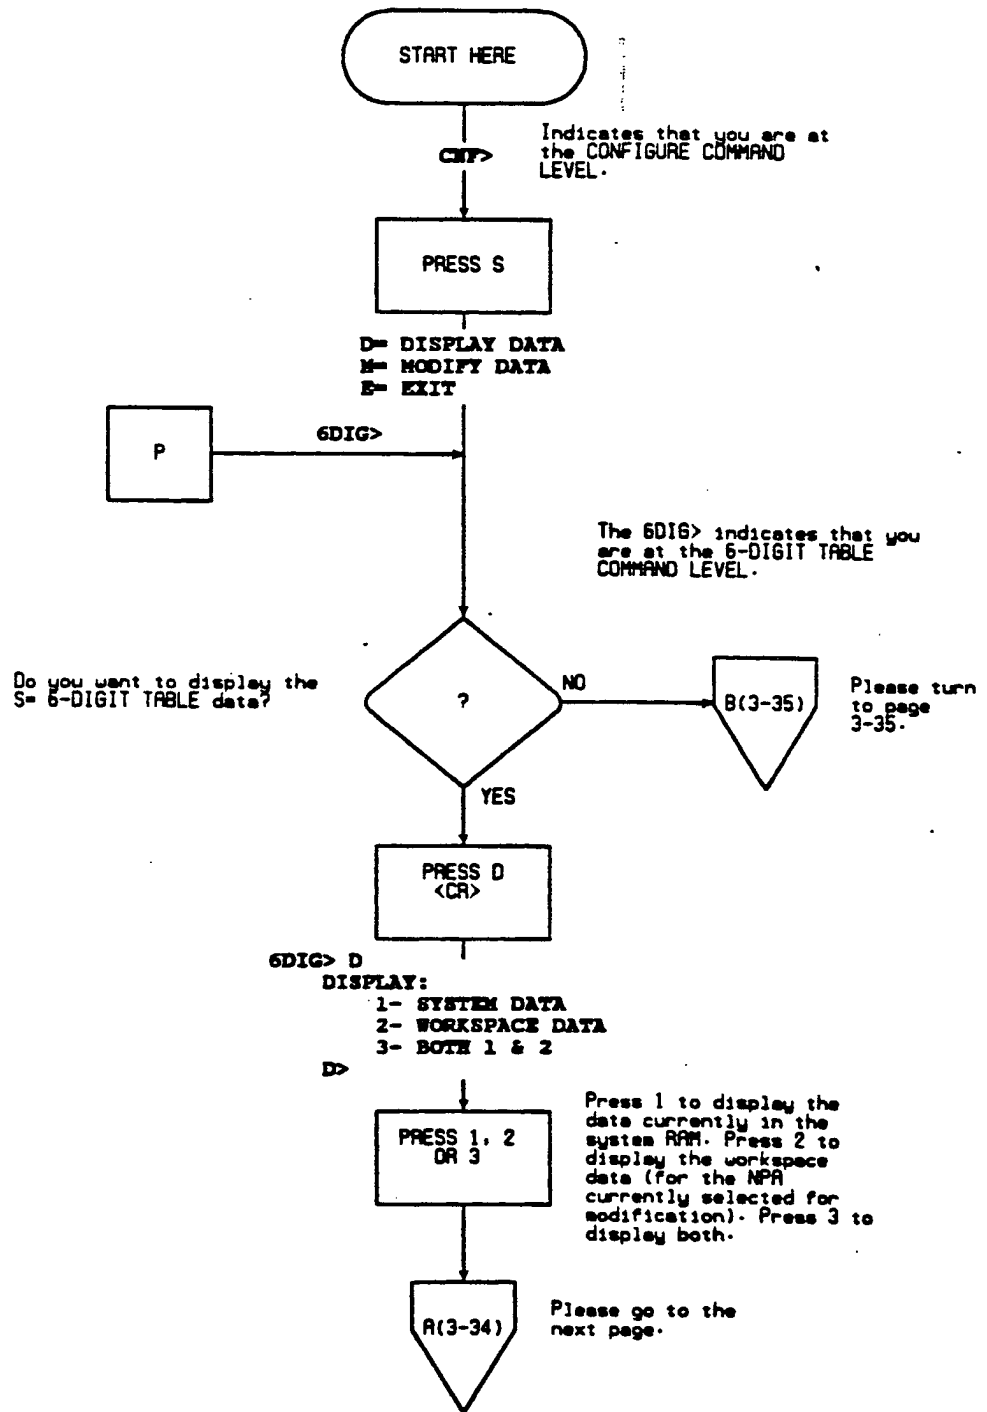 START HERE
Indicates that you are at
the CONFIGURE COMMAND
LEVEL.
CNF>
PRESS S
D= DISPLAY DATA
M= MODIFY DATA
E= EXIT
6DIG>
P
The 6DIG> indicates that you
are at the 6-DIGIT TABLE
COMMAND LEVEL.
Do you want to display the
S= 6-DIGIT TABLE data?
?
NO
B(3-35)
Please turn
to page
3-35.
YES
PRESS D
<CR>
6DIG> D
DISPLAY:
1- SYSTEM DATA
2- WORKSPACE DATA
3- BOTH 1 & 2
D>
PRESS 1, 2
OR 3
Press 1 to display the
data currently in the
system RAM. Press 2 to
display the workspace
data (for the NPA
currently selected for
modification). Press 3 to
display both.
A(3-34)
Please go to the
next page.